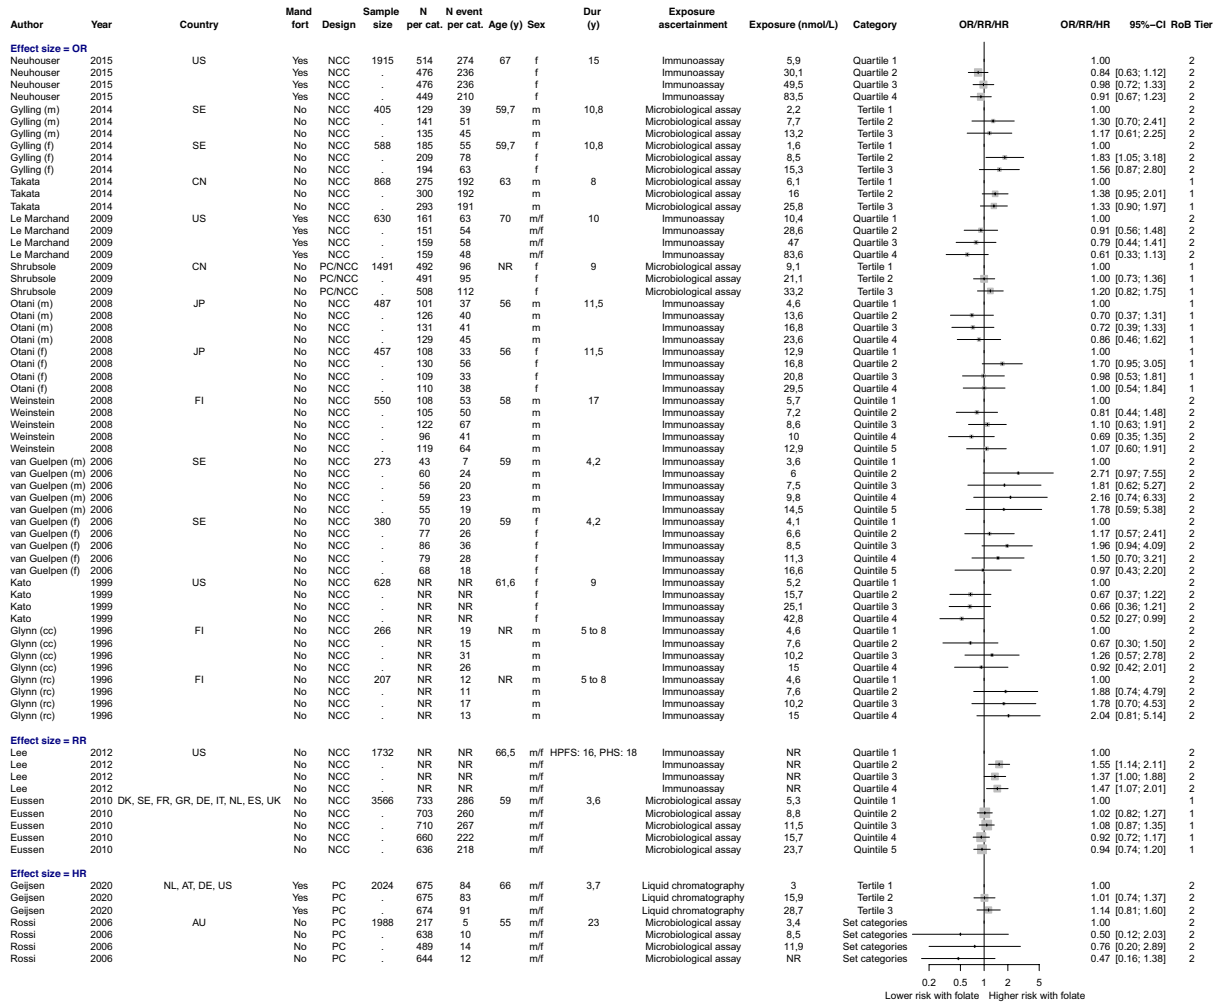 Author Year Country Mand fort Design Sample size N per cat. N event per cat. Age (y) Sex Dur (y) Exposure ascertainment Exposure (nmol/L) Category OR/RR/HR OR/RR/HR 95%−CI RoB Tier
Effect size = OR
Neuhouser 2015 US Yes NCC 1915 514 274 67 f 15 Immunoassay 5,9 Quartile 1 1.00 2
Neuhouser 2015 Yes NCC . 476 236 f Immunoassay 30,1 Quartile 2 0.84 [0.63; 1.12] 2
Neuhouser 2015 Yes NCC . 476 236 f Immunoassay 49,5 Quartile 3 0.98 [0.72; 1.33] 2
Neuhouser 2015 Yes NCC . 449 210 f Immunoassay 83,5 Quartile 4 0.91 [0.67; 1.23] 2
Gylling (m) 2014 SE No NCC 405 129 39 59,7 m 10,8 Microbiological assay 2,2 Tertile 1 1.00 2
Gylling (m) 2014 No NCC . 141 51 m Microbiological assay 7,7 Tertile 2 1.30 [0.70; 2.41] 2
Gylling (m) 2014 No NCC . 135 45 m Microbiological assay 13,2 Tertile 3 1.17 [0.61; 2.25] 2
Gylling (f) 2014 SE No NCC 588 185 55 59,7 f 10,8 Microbiological assay 1,6 Tertile 1 1.00 2
Gylling (f) 2014 No NCC . 209 78 f Microbiological assay 8,5 Tertile 2 1.83 [1.05; 3.18] 2
Gylling (f) 2014 No NCC . 194 63 f Microbiological assay 15,3 Tertile 3 1.56 [0.87; 2.80] 2
Takata 2014 CN No NCC 868 275 192 63 m 8 Microbiological assay 6,1 Tertile 1 1.00 1
Takata 2014 No NCC . 300 192 m Microbiological assay 16 Tertile 2 1.38 [0.95; 2.01] 1
Takata 2014 No NCC . 293 191 m Microbiological assay 25,8 Tertile 3 1.33 [0.90; 1.97] 1
Le Marchand 2009 US Yes NCC 630 161 63 70 m/f 10 Immunoassay 10,4 Quartile 1 1.00 2
Le Marchand 2009 Yes NCC . 151 54 m/f Immunoassay 28,6 Quartile 2 0.91 [0.56; 1.48] 2
Le Marchand 2009 Yes NCC . 159 58 m/f Immunoassay 47 Quartile 3 0.79 [0.44; 1.41] 2
Le Marchand 2009 Yes NCC . 159 48 m/f Immunoassay 83,6 Quartile 4 0.61 [0.33; 1.13] 2
Shrubsole 2009 CN No PC/NCC 1491 492 96 NR f 9 Microbiological assay 9,1 Tertile 1 1.00 1
Shrubsole 2009 No PC/NCC . 491 95 f Microbiological assay 21,1 Tertile 2 1.00 [0.73; 1.36] 1
Shrubsole 2009 No PC/NCC . 508 112 f Microbiological assay 33,2 Tertile 3 1.20 [0.82; 1.75] 1
Otani (m) 2008 JP No NCC 487 101 37 56 m 11,5 Immunoassay 4,6 Quartile 1 1.00 1
Otani (m) 2008 No NCC . 126 40 m Immunoassay 13,6 Quartile 2 0.70 [0.37; 1.31] 1
Otani (m) 2008 No NCC . 131 41 m Immunoassay 16,8 Quartile 3 0.72 [0.39; 1.33] 1
Otani (m) 2008 No NCC . 129 45 m Immunoassay 23,6 Quartile 4 0.86 [0.46; 1.62] 1
Otani (f) 2008 JP No NCC 457 108 33 56 f 11,5 Immunoassay 12,9 Quartile 1 1.00 1
Otani (f) 2008 No NCC . 130 56 f Immunoassay 16,8 Quartile 2 1.70 [0.95; 3.05] 1
Otani (f) 2008 No NCC . 109 33 f Immunoassay 20,8 Quartile 3 0.98 [0.53; 1.81] 1
Otani (f) 2008 No NCC . 110 38 f Immunoassay 29,5 Quartile 4 1.00 [0.54; 1.84] 1
Weinstein 2008 FI No NCC 550 108 53 58 m 17 Immunoassay 5,7 Quintile 1 1.00 2
Weinstein 2008 No NCC . 105 50 m Immunoassay 7,2 Quintile 2 0.81 [0.44; 1.48] 2
Weinstein 2008 No NCC . 122 67 m Immunoassay 8,6 Quintile 3 1.10 [0.63; 1.91] 2
Weinstein 2008 No NCC . 96 41 m Immunoassay 10 Quintile 4 0.69 [0.35; 1.35] 2
Weinstein 2008 No NCC . 119 64 m Immunoassay 12,9 Quintile 5 1.07 [0.60; 1.91] 2
van Guelpen (m) 2006 SE No NCC 273 43 7 59 m 4,2 Immunoassay 3,6 Quintile 1 1.00 2
van Guelpen (m) 2006 No NCC . 60 24 m Immunoassay 6 Quintile 2 2.71 [0.97; 7.55] 2
van Guelpen (m) 2006 No NCC . 56 20 m Immunoassay 7,5 Quintile 3 1.81 [0.62; 5.27] 2
van Guelpen (m) 2006 No NCC . 59 23 m Immunoassay 9,8 Quintile 4 2.16 [0.74; 6.33] 2
van Guelpen (m) 2006 No NCC . 55 19 m Immunoassay 14,5 Quintile 5 1.78 [0.59; 5.38] 2
van Guelpen (f) 2006 SE No NCC 380 70 20 59 f 4,2 Immunoassay 4,1 Quintile 1 1.00 2
van Guelpen (f) 2006 No NCC . 77 26 f Immunoassay 6,6 Quintile 2 1.17 [0.57; 2.41] 2
van Guelpen (f) 2006 No NCC . 86 36 f Immunoassay 8,5 Quintile 3 1.96 [0.94; 4.09] 2
van Guelpen (f) 2006 No NCC . 79 28 f Immunoassay 11,3 Quintile 4 1.50 [0.70; 3.21] 2
van Guelpen (f) 2006 No NCC . 68 18 f Immunoassay 16,6 Quintile 5 0.97 [0.43; 2.20] 2
Kato 1999 US No NCC 628 NR NR 61,6 f 9 Immunoassay 5,2 Quartile 1 1.00 2
Kato 1999 No NCC . NR NR f Immunoassay 15,7 Quartile 2 0.67 [0.37; 1.22] 2
Kato 1999 No NCC . NR NR f Immunoassay 25,1 Quartile 3 0.66 [0.36; 1.21] 2
Kato 1999 No NCC . NR NR f Immunoassay 42,8 Quartile 4 0.52 [0.27; 0.99] 2
Glynn (cc) 1996 FI No NCC 266 NR 19 NR m 5 to 8 Immunoassay 4,6 Quartile 1 1.00 2
Glynn (cc) 1996 No NCC . NR 15 m Immunoassay 7,6 Quartile 2 0.67 [0.30; 1.50] 2
Glynn (cc) 1996 No NCC . NR 31 m Immunoassay 10,2 Quartile 3 1.26 [0.57; 2.78] 2
Glynn (cc) 1996 No NCC . NR 26 m Immunoassay 15 Quartile 4 0.92 [0.42; 2.01] 2
Glynn (rc) 1996 FI No NCC 207 NR 12 NR m 5 to 8 Immunoassay 4,6 Quartile 1 1.00 2
Glynn (rc) 1996 No NCC . NR 11 m Immunoassay 7,6 Quartile 2 1.88 [0.74; 4.79] 2
Glynn (rc) 1996 No NCC . NR 17 m Immunoassay 10,2 Quartile 3 1.78 [0.70; 4.53] 2
Glynn (rc) 1996 No NCC . NR 13 m Immunoassay 15 Quartile 4 2.04 [0.81; 5.14] 2
Effect size = RR
Lee 2012 US No NCC 1732 NR NR 66,5 m/f HPFS: 16, PHS: 18 Immunoassay NR Quartile 1 1.00 2
Lee 2012 No NCC . NR NR m/f Immunoassay NR Quartile 2 1.55 [1.14; 2.11] 2
Lee 2012 No NCC . NR NR m/f Immunoassay NR Quartile 3 1.37 [1.00; 1.88] 2
Lee 2012 No NCC . NR NR m/f Immunoassay NR Quartile 4 1.47 [1.07; 2.01] 2
Eussen 2010 DK, SE, FR, GR, DE, IT, NL, ES, UK No NCC 3566 733 286 59 m/f 3,6 Microbiological assay 5,3 Quintile 1 1.00 1
Eussen 2010 No NCC . 703 260 m/f Microbiological assay 8,8 Quintile 2 1.02 [0.82; 1.27] 1
Eussen 2010 No NCC . 710 267 m/f Microbiological assay 11,5 Quintile 3 1.08 [0.87; 1.35] 1
Eussen 2010 No NCC . 660 222 m/f Microbiological assay 15,7 Quintile 4 0.92 [0.72; 1.17] 1
Eussen 2010 No NCC . 636 218 m/f Microbiological assay 23,7 Quintile 5 0.94 [0.74; 1.20] 1
Effect size = HR
Geijsen 2020 NL, AT, DE, US Yes PC 2024 675 84 66 m/f 3,7 Liquid chromatography 3 Tertile 1 1.00 2
Geijsen 2020 Yes PC . 675 83 m/f Liquid chromatography 15,9 Tertile 2 1.01 [0.74; 1.37] 2
Geijsen 2020 Yes PC . 674 91 m/f Liquid chromatography 28,7 Tertile 3 1.14 [0.81; 1.60] 2
Rossi 2006 AU No PC 1988 217 5 55 m/f 23 Microbiological assay 3,4 Set categories 1.00 2
Rossi 2006 No PC . 638 10 m/f Microbiological assay 8,5 Set categories 0.50 [0.12; 2.03] 2
Rossi 2006 No PC . 489 14 m/f Microbiological assay 11,9 Set categories 0.76 [0.20; 2.89] 2
Rossi 2006 No PC . 644 12 m/f Microbiological assay NR Set categories 0.47 [0.16; 1.38] 2
0.2 0.5 1 2 5
Lower risk with folate Higher risk with folate